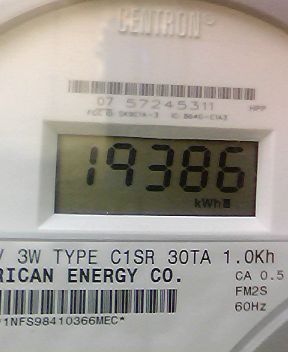 CENTRON®
07 57245311
HPP
19386
kWh
V 3W TYPE C1SR 30TA 1.0Kh
RICAN ENERGY CO.
CA 0.5
FM2S
60Hz
1NFS98410366MEC*